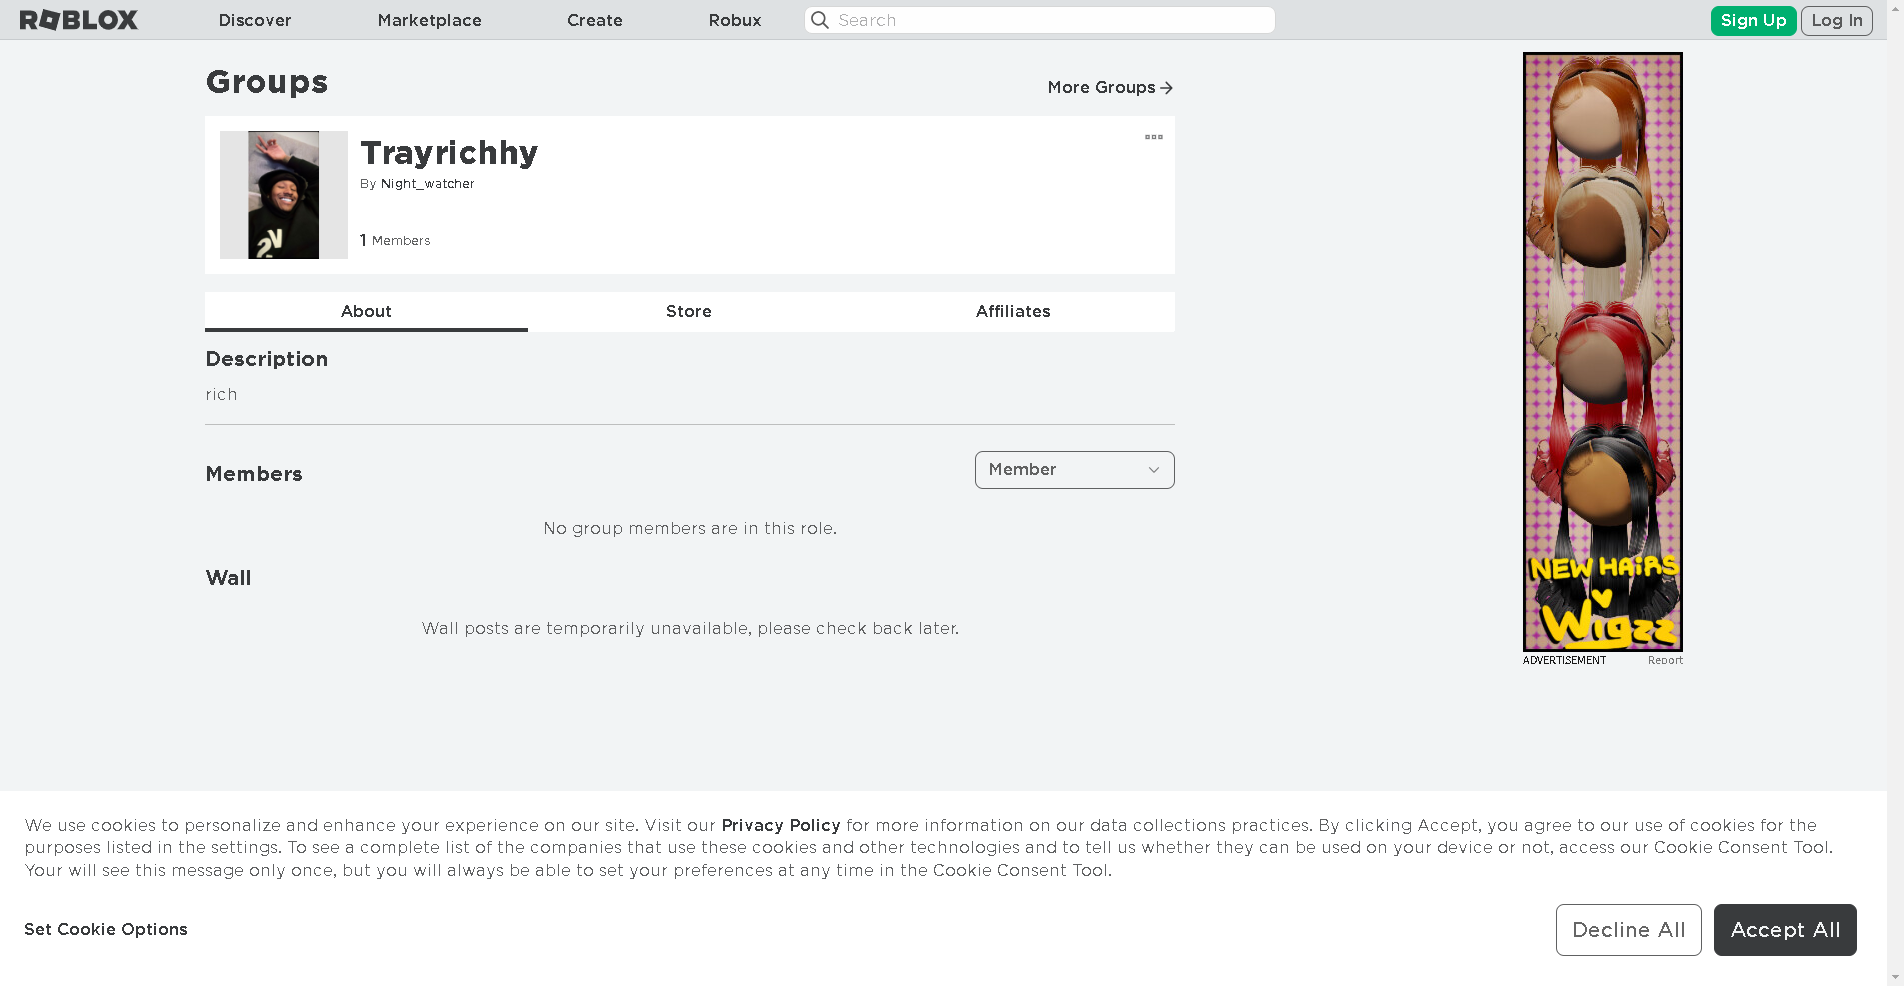 ROBLOX
Discover
Marketplace
Create
Robux
Search
Sign Up
Log In
Groups
More Groups
Trayrichhy
By Night_watcher
1 Members
About
Store
Affiliates
Description
rich
Members
Member
No group members are in this role.
Wall
Wall posts are temporarily unavailable, please check back later.
NEW HAiRS
Wigzz
ADVERTISEMENT
Report
We use cookies to personalize and enhance your experience on our site. Visit our Privacy Policy for more information on our data collections practices. By clicking Accept, you agree to our use of cookies for the
purposes listed in the settings. To see a complete list of the companies that use these cookies and other technologies and to tell us whether they can be used on your device or not, access our Cookie Consent Tool.
Your will see this message only once, but you will always be able to set your preferences at any time in the Cookie Consent Tool.
Set Cookie Options
Decline All
Accept All